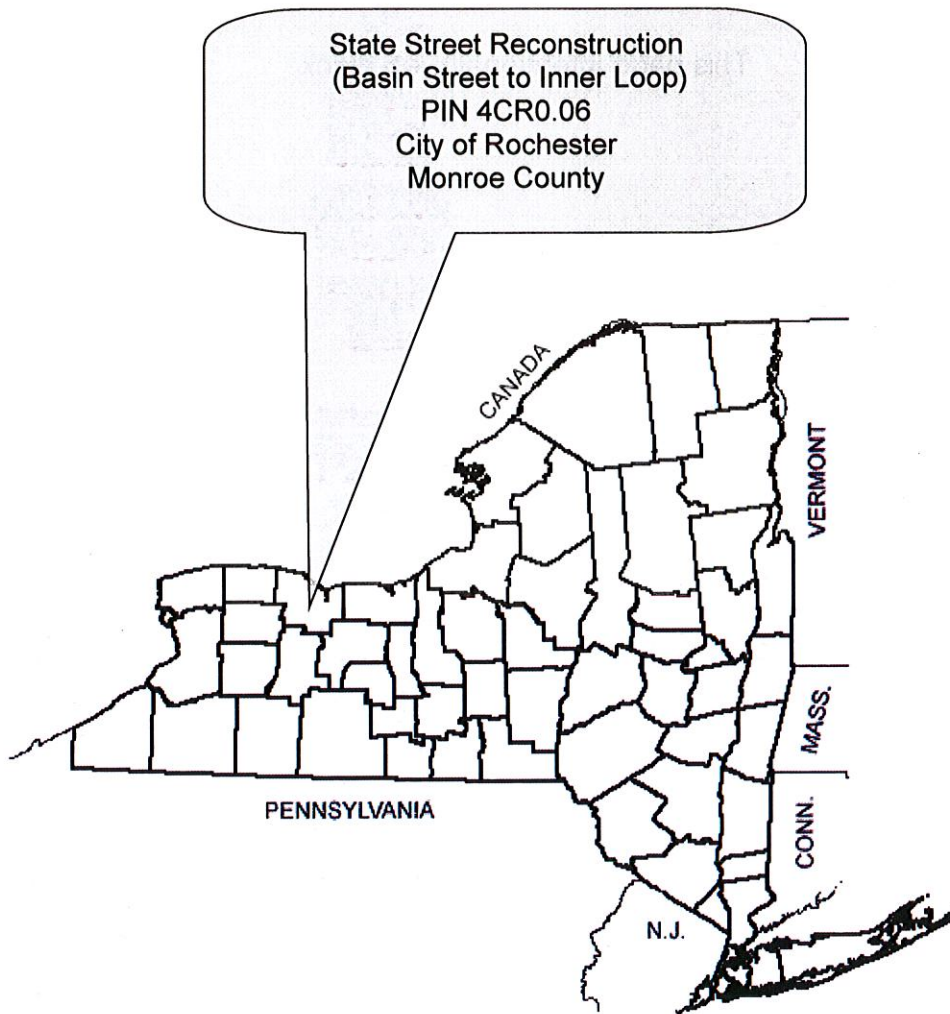 State Street Reconstruction
(Basin Street to Inner Loop)
PIN 4CR0.06
City of Rochester
Monroe County
CANADA
VERMONT
MASS.
PENNSYLVANIA
CONN.
N.J.